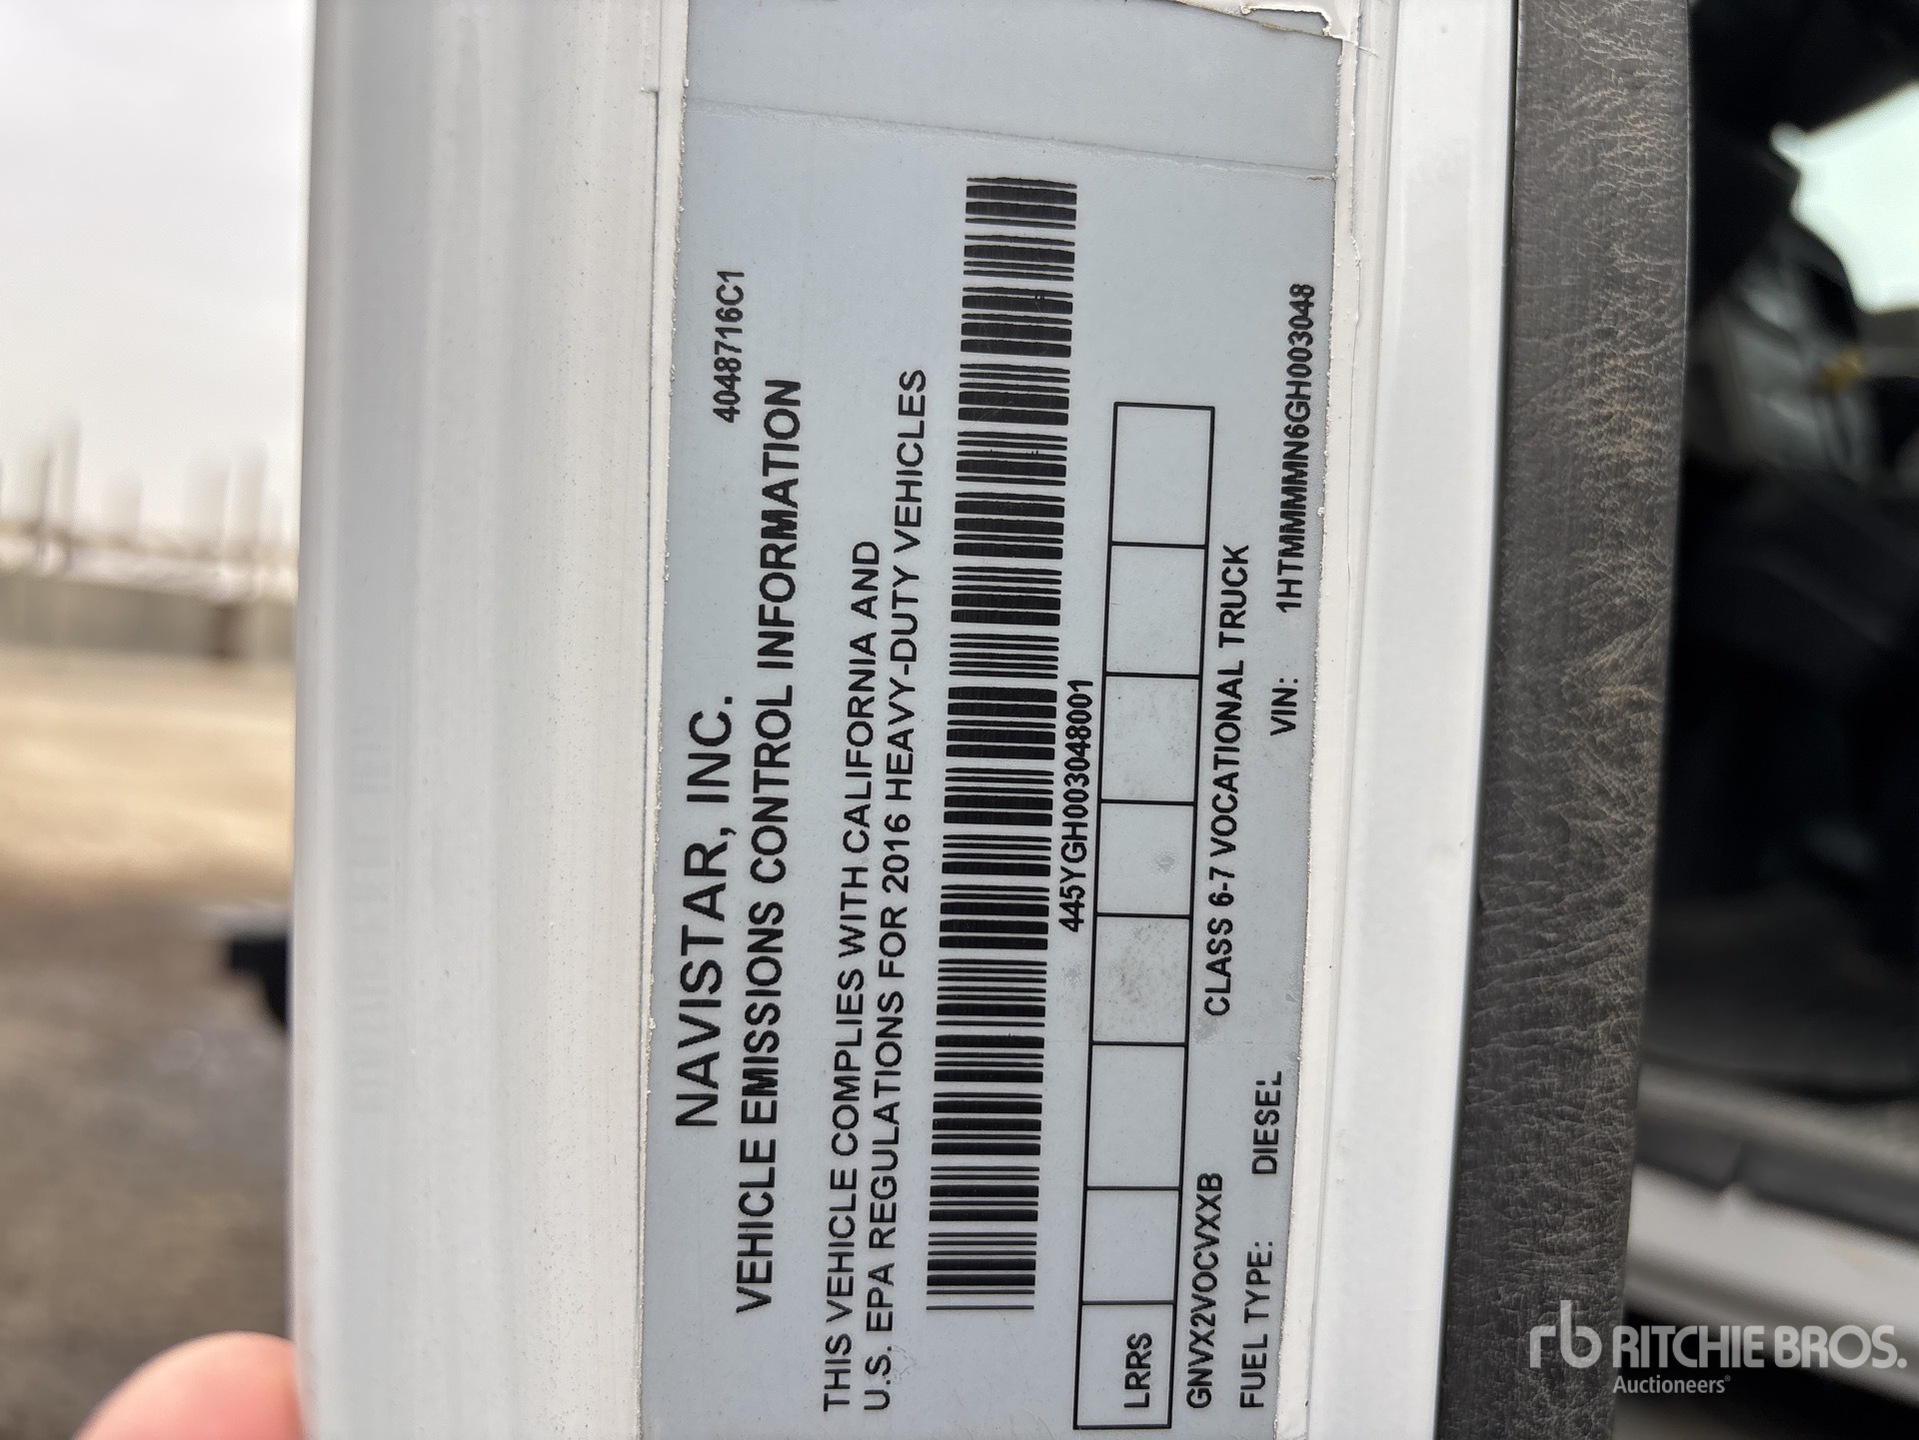 4048716C1
NAVISTAR, INC.
VEHICLE EMISSIONS CONTROL INFORMATION
THIS VEHICLE COMPLIES WITH CALIFORNIA AND
U.S. EPA REGULATIONS FOR 2016 HEAVY-DUTY VEHICLES
445YGH003048001
LRRS
GNVX2VOCVXXB CLASS 6-7 VOCATIONAL TRUCK
FUEL TYPE: DIESEL VIN: 1HTMMMMN6GH003048
rb RITCHIE BROS.
Auctioneers®